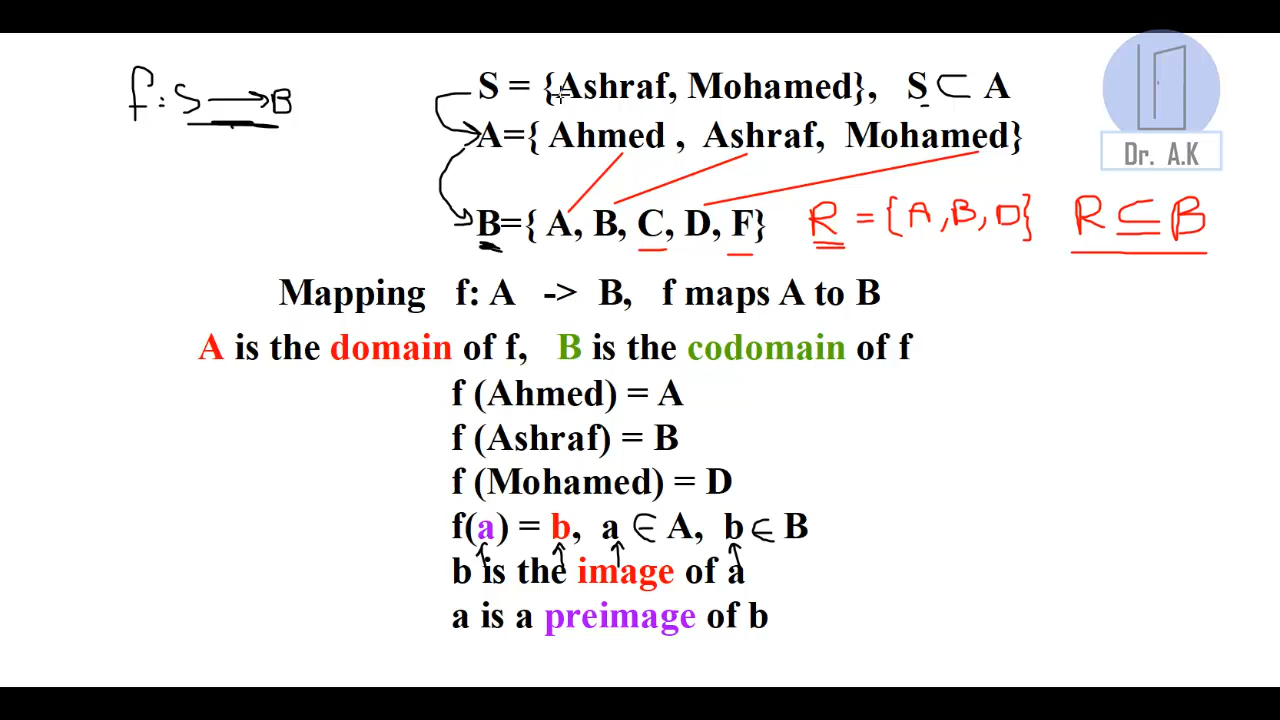 f: S → B
S = {Ashraf, Mohamed}, S ⊂ A
A={ Ahmed , Ashraf, Mohamed}
Dr. A.K
B={ A, B, C, D, F} R = {A, B, D} R ⊆ B
Mapping f: A -> B, f maps A to B
A is the domain of f, B is the codomain of f
f (Ahmed) = A
f (Ashraf) = B
f (Mohamed) = D
f(a) = b, a ∈ A, b ∈ B
b is the image of a
a is a preimage of b